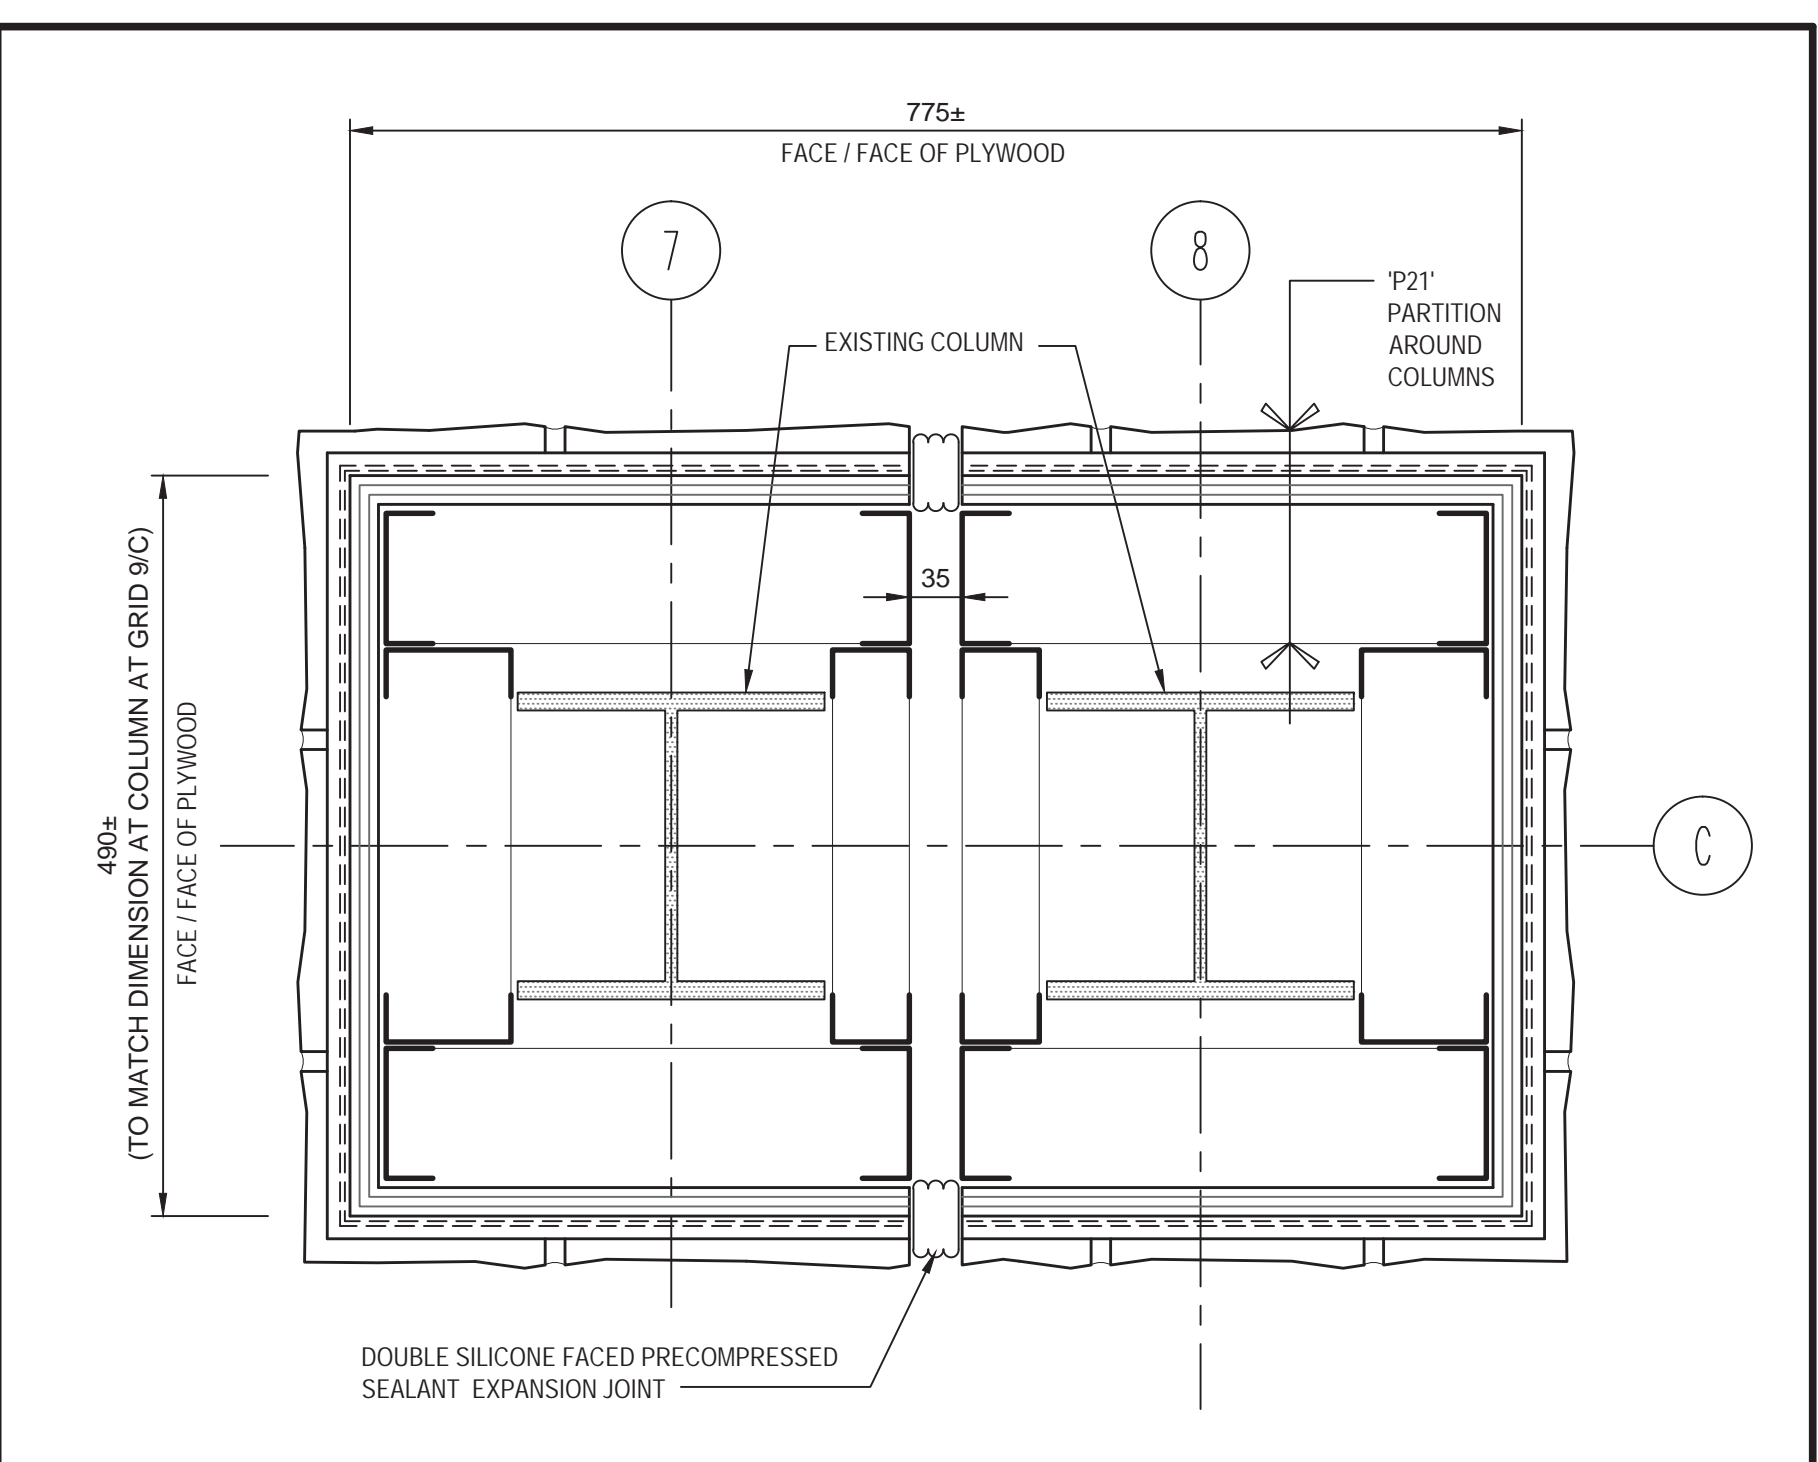 775±
FACE / FACE OF PLYWOOD
7
8
'P21'
PARTITION
AROUND
COLUMNS
EXISTING COLUMN
35
490±
(TO MATCH DIMENSION AT COLUMN AT GRID 9/C)
FACE / FACE OF PLYWOOD
C
DOUBLE SILICONE FACED PRECOMPRESSED
SEALANT EXPANSION JOINT